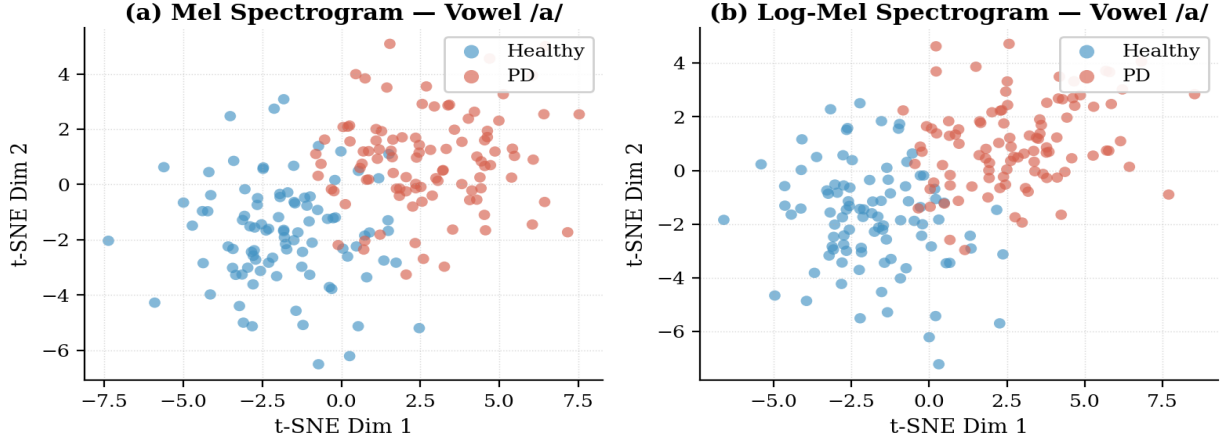 (a) Mel Spectrogram — Vowel /a/
Healthy
PD
4
2
0
−2
−4
−6
t-SNE Dim 2
−7.5 −5.0 −2.5 0.0 2.5 5.0 7.5
t-SNE Dim 1
(b) Log-Mel Spectrogram — Vowel /a/
Healthy
PD
4
2
0
−2
−4
−6
t-SNE Dim 2
−5.0 −2.5 0.0 2.5 5.0 7.5
t-SNE Dim 1